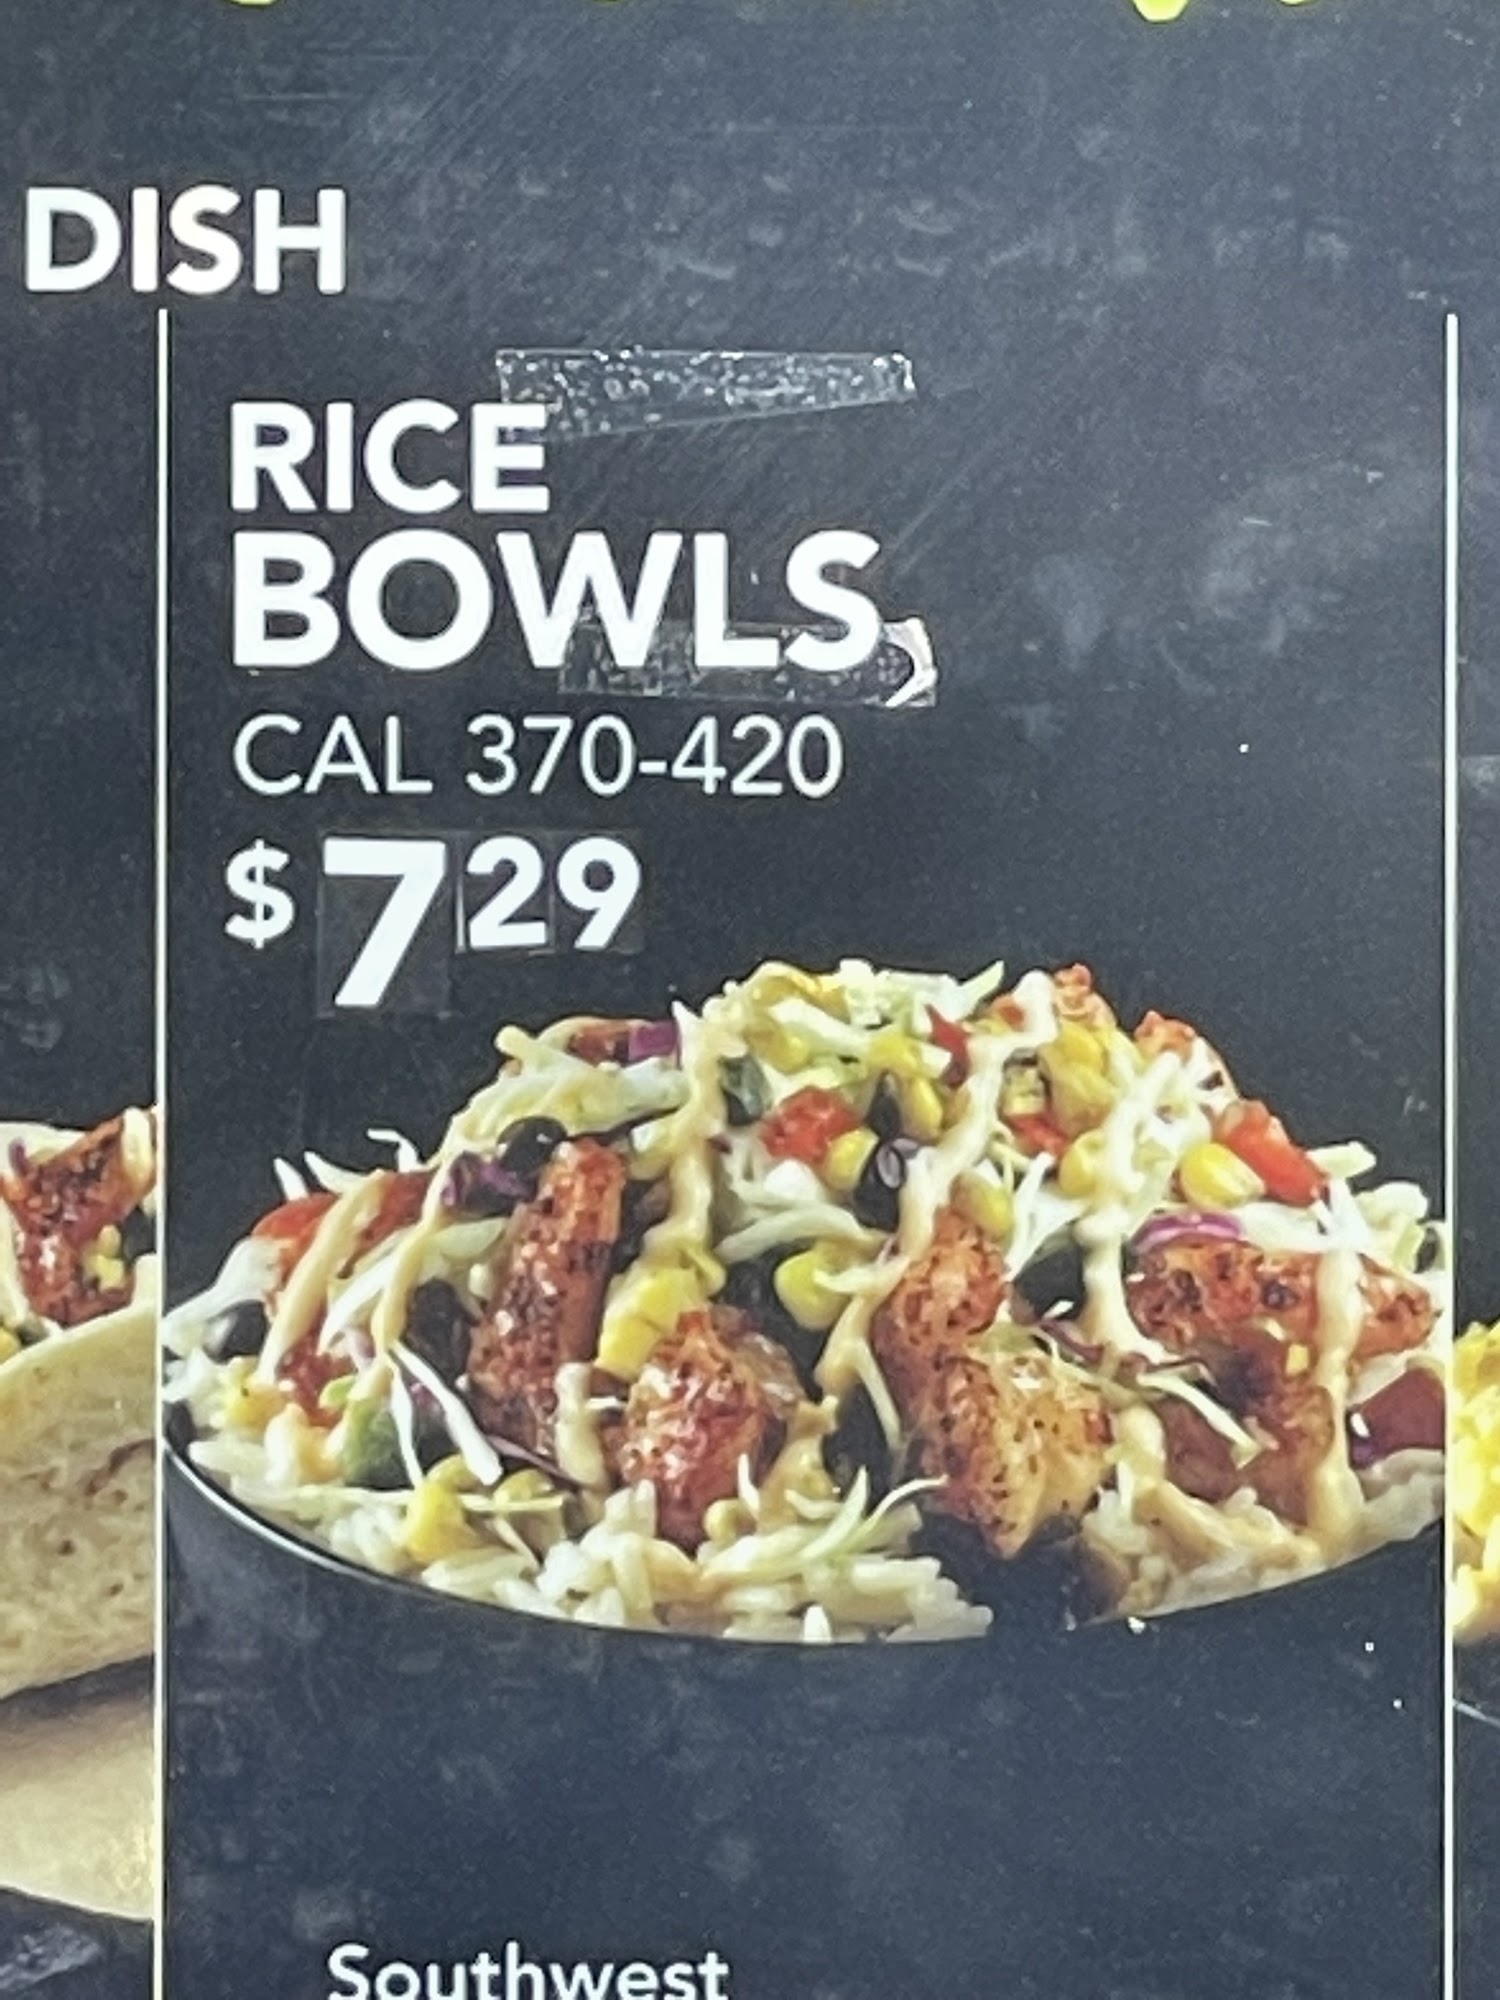 DISH
RICE
BOWLS
CAL 370-420
$729
Southwest